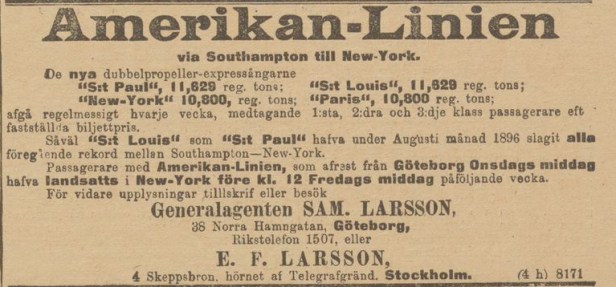 Amerikan-Linien
via Southampton till New-York.
De nya dubbelpropeller-expressångarne
"S:t Paul", 11,629 reg. tons; "S:t Louis", 11,629 reg. tons;
"New-York" 10,800, reg. tons; "Paris", 10,800 reg. tons;
afgå regelmessigt hvarje vecka, medtagande 1:sta, 2:dra och 3:dje klass passagerare eft
fastställda biljettpris.
Såväl "S:t Louis" som "S:t Paul" hafva under Augusti månad 1896 slagit alla
föregående rekord mellan Southampton—New-York.
Passagerare med Amerikan-Linien, som afrest från Göteborg Onsdags middag
hafva landsatts i New-York före kl. 12 Fredags middag påföljande vecka.
För vidare upplysningar tillskrif eller besök
Generalagenten SAM. LARSSON,
38 Norra Hamngatan, Göteborg,
Rikstelefon 1507, eller
E. F. LARSSON,
4 Skeppsbron, hörnet af Telegrafgränd, Stockholm. (4 h) 8171